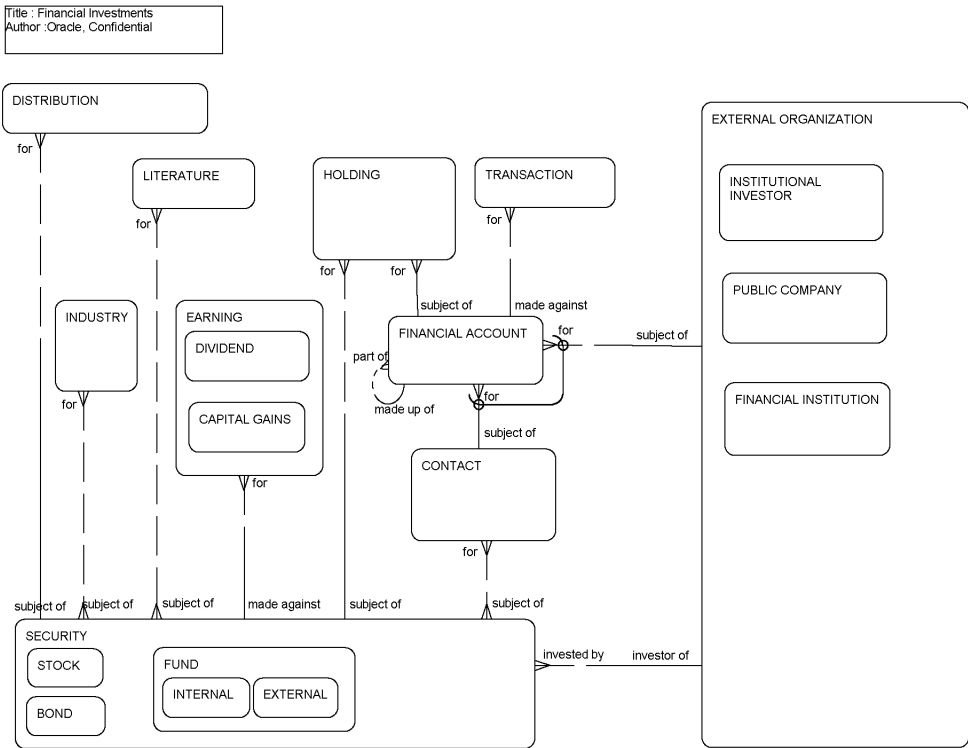 Title : Financial Investments
Author :Oracle, Confidential
DISTRIBUTION
EXTERNAL ORGANIZATION
for
LITERATURE
HOLDING
TRANSACTION
INSTITUTIONAL
INVESTOR
for
for
for
for
subject of
made against
PUBLIC COMPANY
INDUSTRY
EARNING
FINANCIAL ACCOUNT
for
subject of
DIVIDEND
part of
FINANCIAL INSTITUTION
for
for
made up of
CAPITAL GAINS
subject of
CONTACT
for
for
subject of
subject of
subject of
made against
subject of
subject of
SECURITY
STOCK
FUND
invested by
investor of
INTERNAL
EXTERNAL
BOND